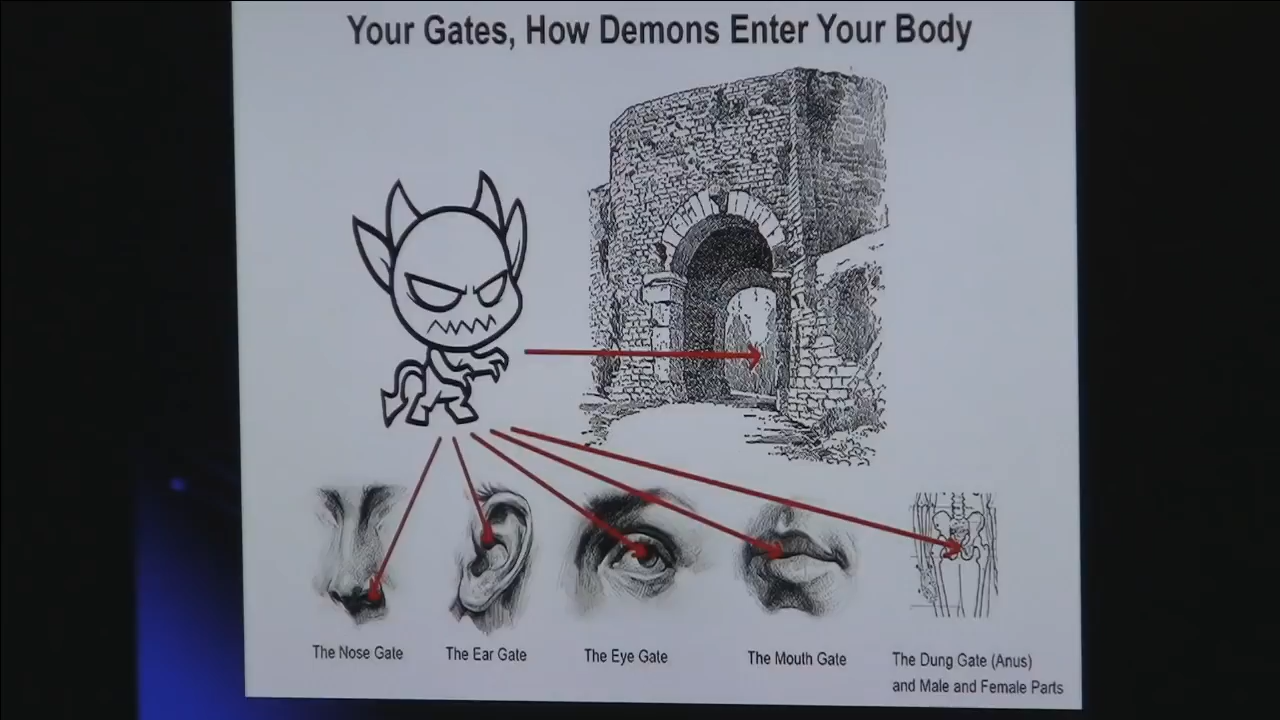 Your Gates, How Demons Enter Your Body
The Nose Gate
The Ear Gate
The Eye Gate
The Mouth Gate
The Dung Gate (Anus)
and Male and Female Parts